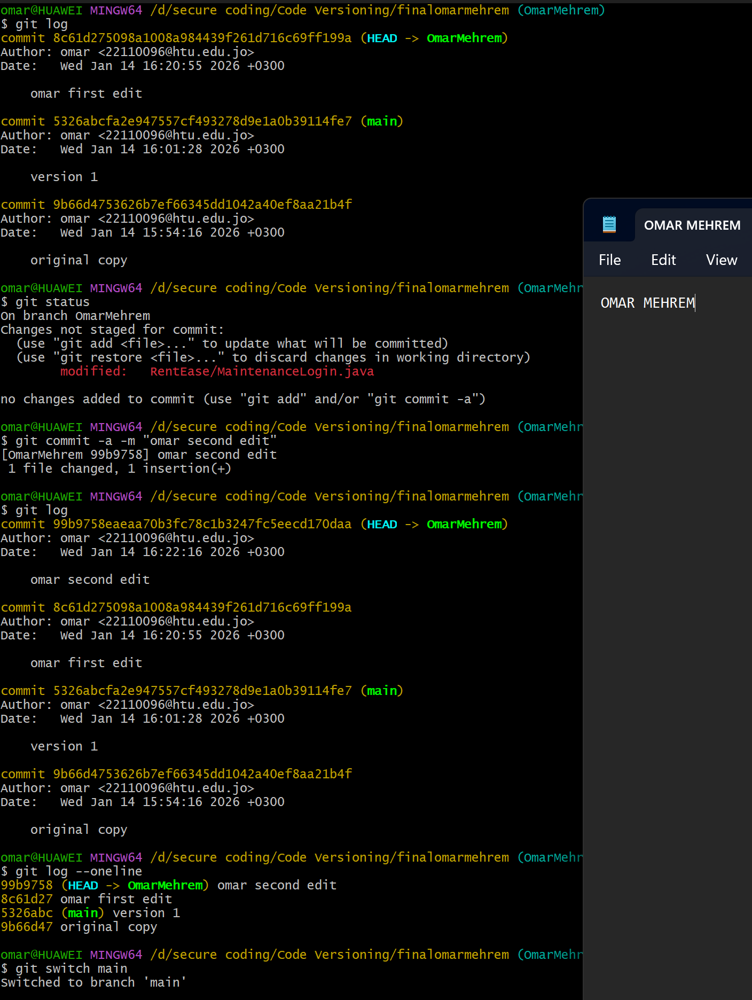 omar@HUAWEI MINGW64 /d/secure coding/Code Versioning/finalomarmehrem (OmarMehrem)
$ git log
commit 8c61d275098a1008a984439f261d716c69ff199a (HEAD -> OmarMehrem)
Author: omar <22110096@htu.edu.jo>
Date:   Wed Jan 14 16:20:55 2026 +0300

    omar first edit

commit 5326abcfa2e947557cf493278d9e1a0b39114fe7 (main)
Author: omar <22110096@htu.edu.jo>
Date:   Wed Jan 14 16:01:28 2026 +0300

    version 1

commit 9b66d4753626b7ef66345dd1042a40ef8aa21b4f
Author: omar <22110096@htu.edu.jo>
Date:   Wed Jan 14 15:54:16 2026 +0300

    original copy

omar@HUAWEI MINGW64 /d/secure coding/Code Versioning/finalomarmehrem (OmarMehr
$ git status
On branch OmarMehrem
Changes not staged for commit:
  (use "git add <file>..." to update what will be committed)
  (use "git restore <file>..." to discard changes in working directory)
        modified:   RentEase/MaintenanceLogin.java

no changes added to commit (use "git add" and/or "git commit -a")

omar@HUAWEI MINGW64 /d/secure coding/Code Versioning/finalomarmehrem (OmarMehr
$ git commit -a -m "omar second edit"
[OmarMehrem 99b9758] omar second edit
 1 file changed, 1 insertion(+)

omar@HUAWEI MINGW64 /d/secure coding/Code Versioning/finalomarmehrem (OmarMehr
$ git log
commit 99b9758eaeaa70b3fc78c1b3247fc5eecd170daa (HEAD -> OmarMehrem)
Author: omar <22110096@htu.edu.jo>
Date:   Wed Jan 14 16:22:16 2026 +0300

    omar second edit

commit 8c61d275098a1008a984439f261d716c69ff199a
Author: omar <22110096@htu.edu.jo>
Date:   Wed Jan 14 16:20:55 2026 +0300

    omar first edit

commit 5326abcfa2e947557cf493278d9e1a0b39114fe7 (main)
Author: omar <22110096@htu.edu.jo>
Date:   Wed Jan 14 16:01:28 2026 +0300

    version 1

commit 9b66d4753626b7ef66345dd1042a40ef8aa21b4f
Author: omar <22110096@htu.edu.jo>
Date:   Wed Jan 14 15:54:16 2026 +0300

    original copy

omar@HUAWEI MINGW64 /d/secure coding/Code Versioning/finalomarmehrem (OmarMehr
$ git log --oneline
99b9758 (HEAD -> OmarMehrem) omar second edit
8c61d27 omar first edit
5326abc (main) version 1
9b66d47 original copy

omar@HUAWEI MINGW64 /d/secure coding/Code Versioning/finalomarmehrem (OmarMehr
$ git switch main
Switched to branch 'main'

OMAR MEHREM
File Edit View
OMAR MEHREM